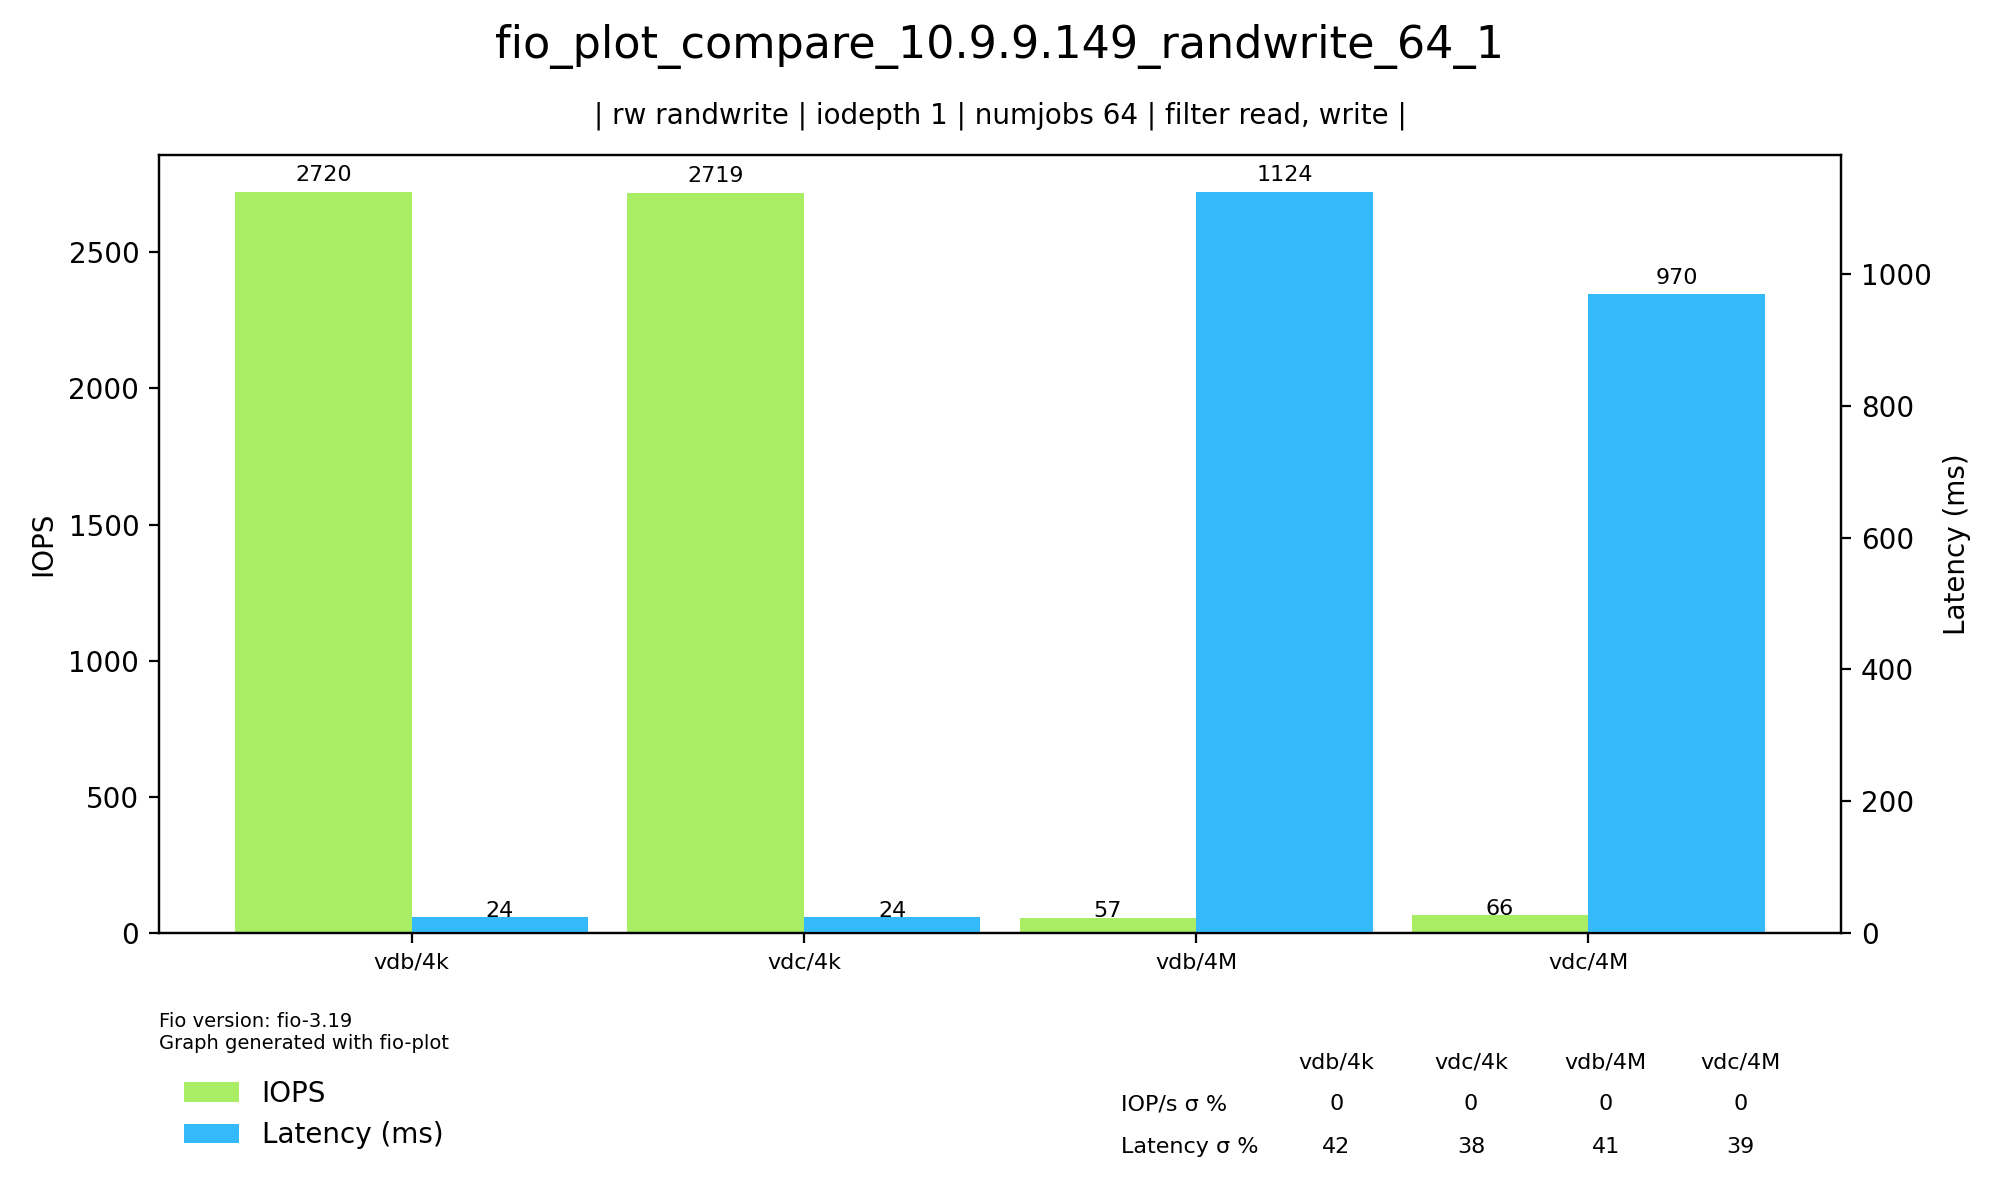 fio_plot_compare_10.9.9.149_randwrite_64_1
| rw randwrite | iodepth 1 | numjobs 64 | filter read, write |
2720
2719
1124
970
24
24
57
66
2500
2000
1500
1000
500
0
IOPS
1000
800
600
400
200
0
Latency (ms)
vdb/4k vdc/4k vdb/4M vdc/4M
Fio version: fio-3.19
Graph generated with fio-plot
IOPS
Latency (ms)
vdb/4k vdc/4k vdb/4M vdc/4M
IOP/s σ % 0 0 0 0
Latency σ % 42 38 41 39